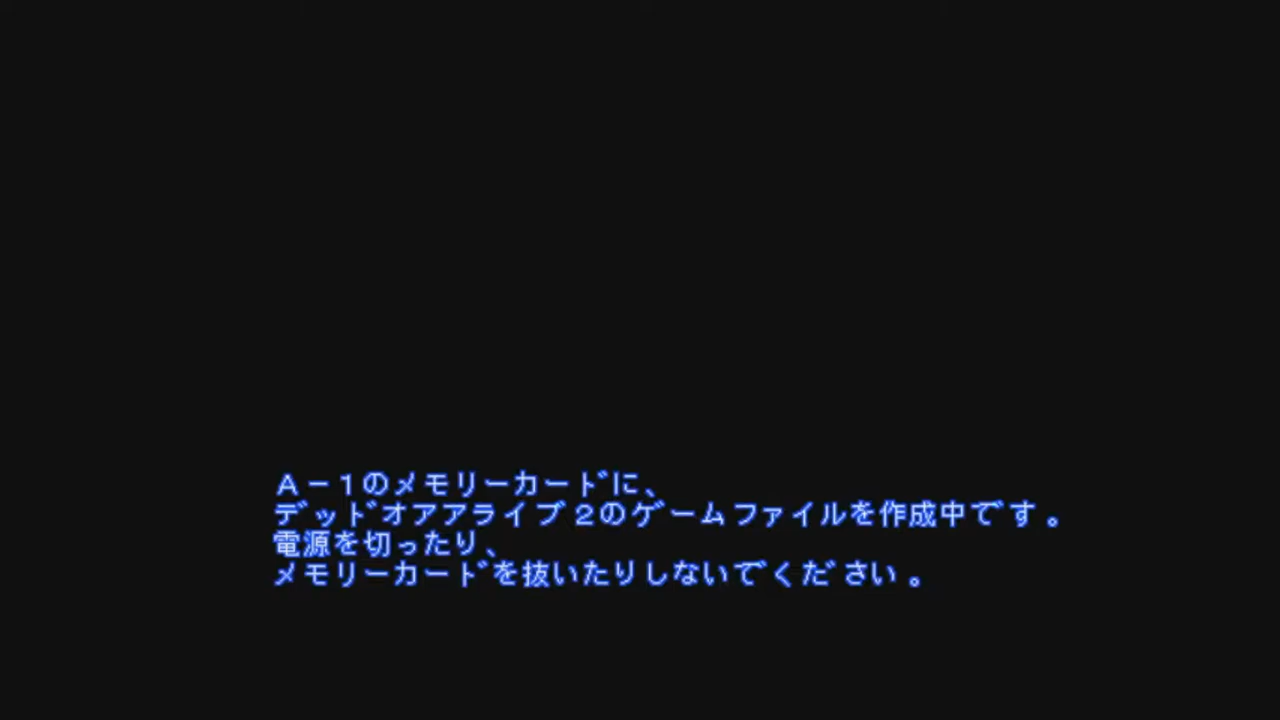 A－1のメモリーカードに、
デッドオアアライブ2のゲームファイルを作成中です。
電源を切ったり、
メモリーカードを抜いたりしないでください。